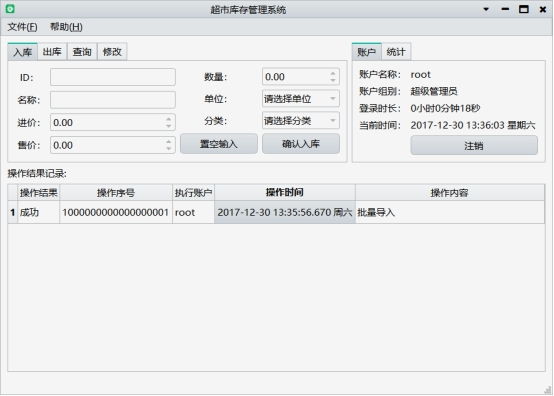 超市库存管理系统
文件(F) 帮助(H)
入库 出库 查询 修改
ID:
数量: 0.00
名称:
单位: 请选择单位
进价: 0.00
分类: 请选择分类
售价: 0.00
置空输入 确认入库
账户 统计
账户名称: root
账户组别: 超级管理员
登录时长: 0小时0分钟18秒
当前时间: 2017-12-30 13:36:03 星期六
注销
操作结果记录:
操作结果 操作序号 执行账户 操作时间 操作内容
1 成功 1000000000000000001 root 2017-12-30 13:35:56.670 周六 批量导入